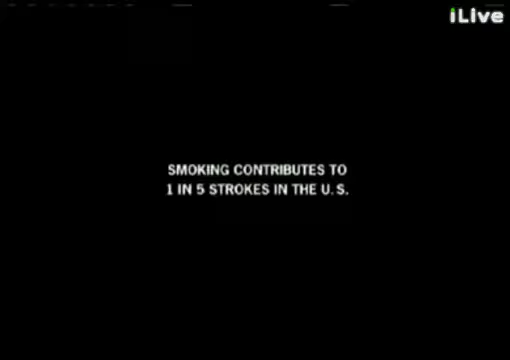 iLive
SMOKING CONTRIBUTES TO
1 IN 5 STROKES IN THE U.S.